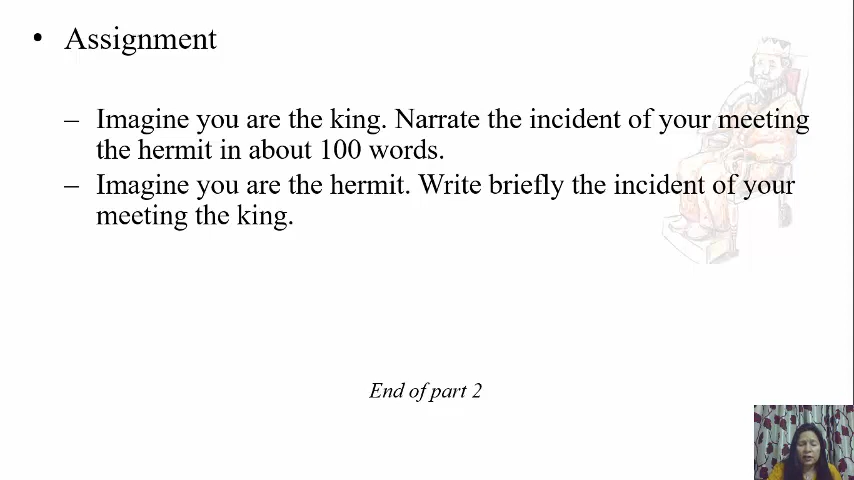 • Assignment
– Imagine you are the king. Narrate the incident of your meeting
the hermit in about 100 words.
– Imagine you are the hermit. Write briefly the incident of your
meeting the king.
End of part 2